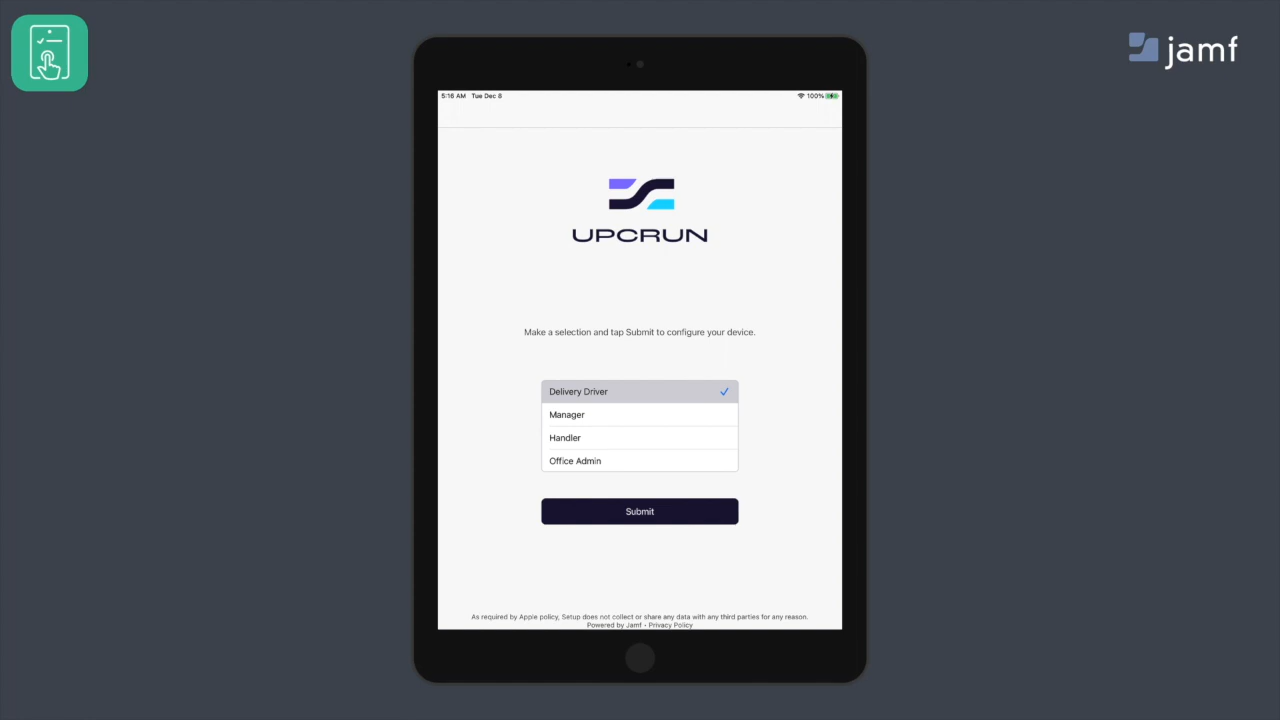 jamf
5:16 AM Tue Dec 8
100%
UPCRUN
Make a selection and tap Submit to configure your device.
Delivery Driver
Manager
Handler
Office Admin
Submit
As required by Apple policy, Setup does not collect or share any data with any third parties for any reason.
Powered by Jamf - Privacy Policy